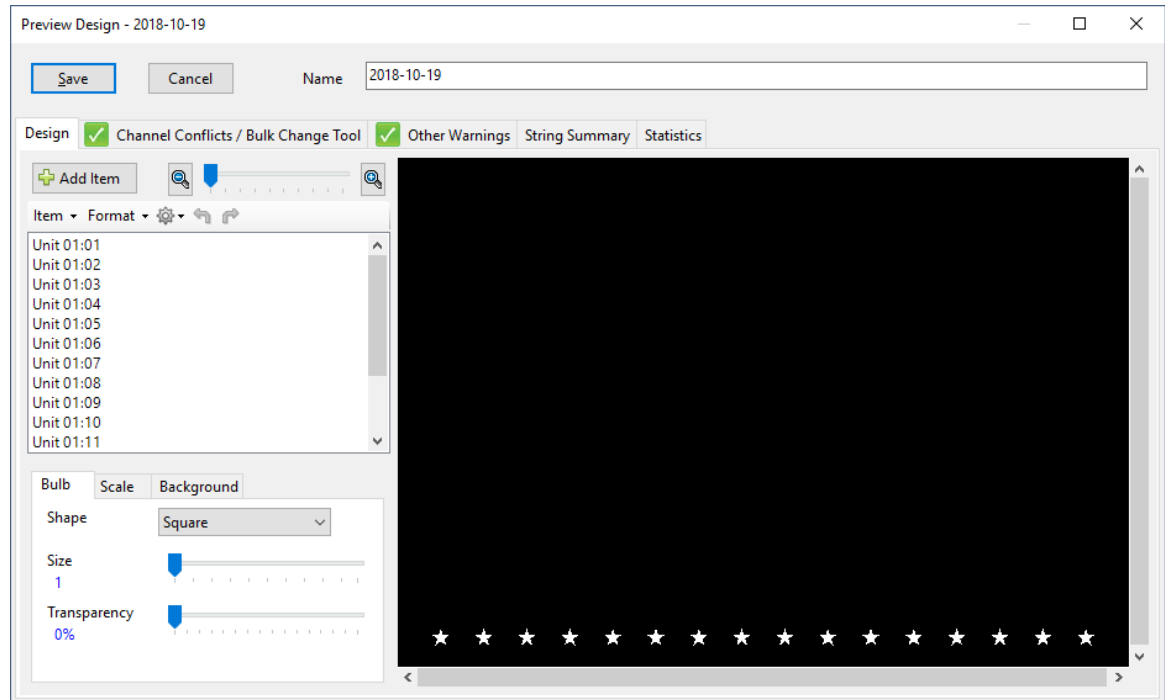 Preview Design - 2018-10-19
Save Cancel Name 2018-10-19
Design Channel Conflicts / Bulk Change Tool Other Warnings String Summary Statistics
Add Item
Item Format
Unit 01:01
Unit 01:02
Unit 01:03
Unit 01:04
Unit 01:05
Unit 01:06
Unit 01:07
Unit 01:08
Unit 01:09
Unit 01:10
Unit 01:11
Bulb Scale Background
Shape Square
Size
1
Transparency
0%